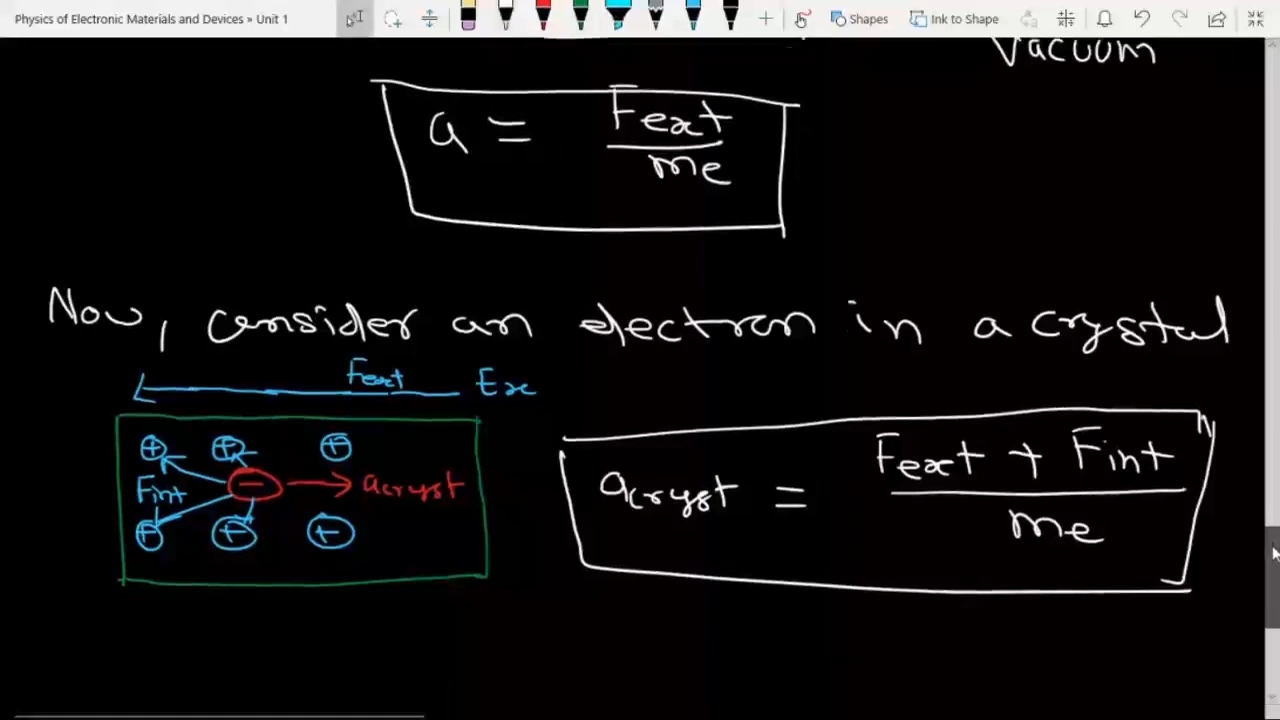 Physics of Electronic Materials and Devices » Unit 1
Shapes
Ink to Shape
Vacuum
a = Fext / me
Now, consider an electron in a crystal
Fext Ex
+ + +
Fint - acryst
+ + +
acryst = Fext + Fint / me